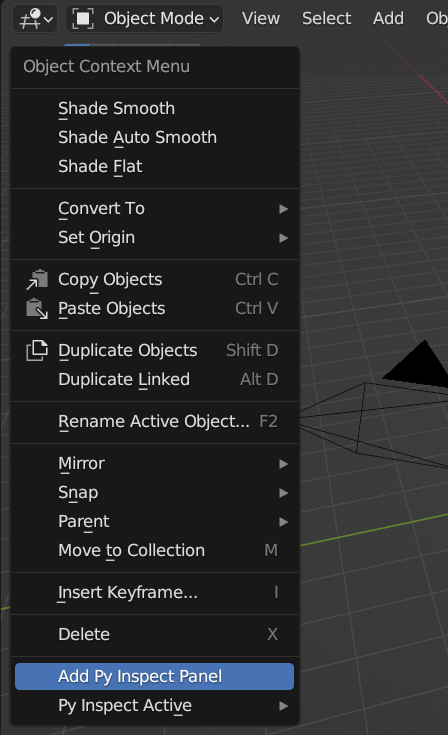 Object Mode View Select Add Ob
Object Context Menu
Shade Smooth
Shade Auto Smooth
Shade Flat
Convert To
Set Origin
Copy Objects Ctrl C
Paste Objects Ctrl V
Duplicate Objects Shift D
Duplicate Linked Alt D
Rename Active Object... F2
Mirror
Snap
Parent
Move to Collection M
Insert Keyframe... I
Delete X
Add Py Inspect Panel
Py Inspect Active